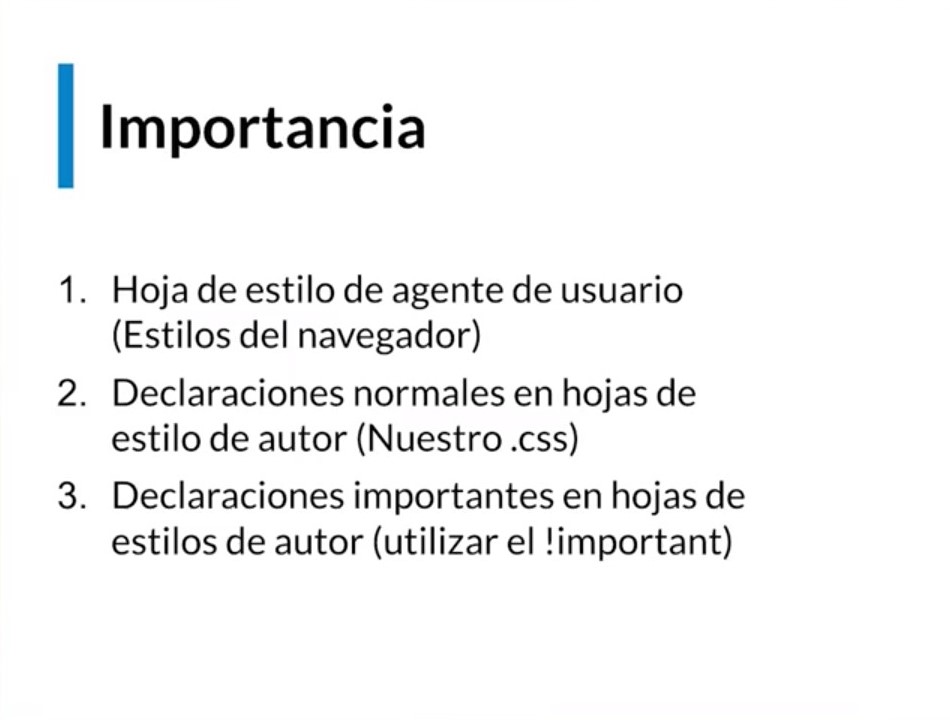 Importancia
1. Hoja de estilo de agente de usuario
(Estilos del navegador)
2. Declaraciones normales en hojas de
estilo de autor (Nuestro .css)
3. Declaraciones importantes en hojas de
estilos de autor (utilizar el !important)